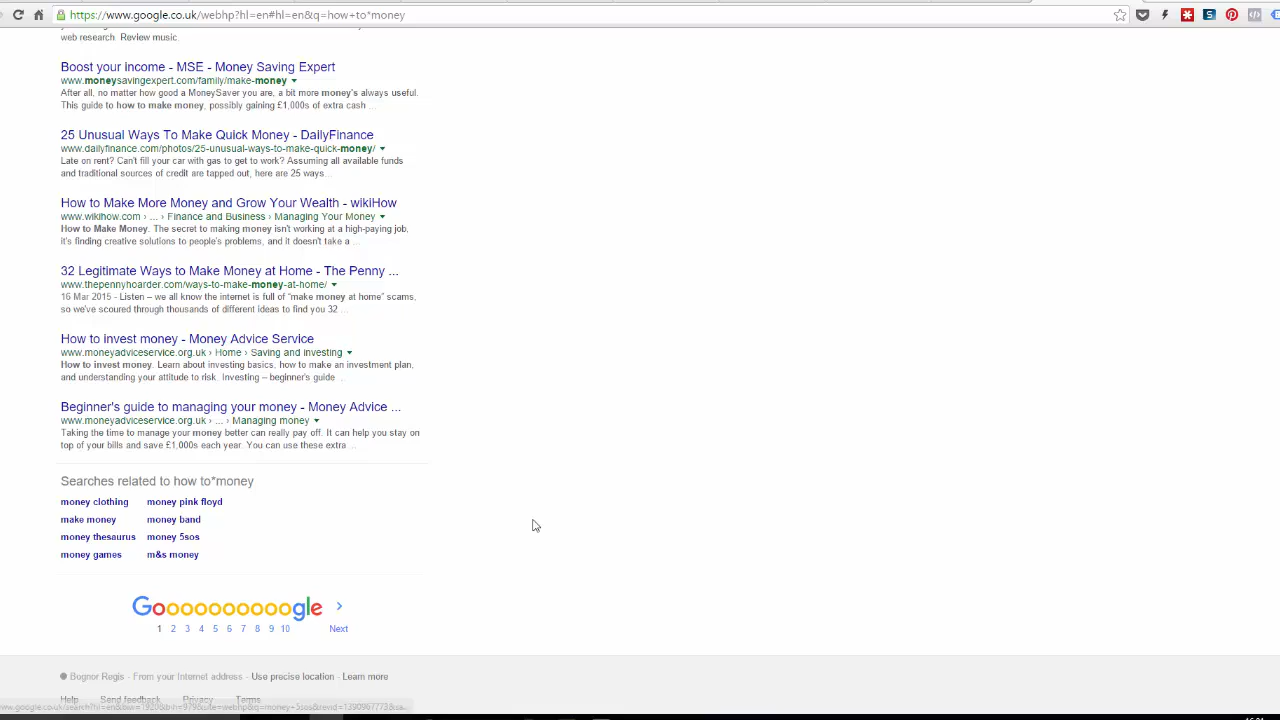 https://www.google.co.uk/webhp?hl=en#hl=en&q=how+to*money
web research. Review music.
Boost your income - MSE - Money Saving Expert
www.moneysavingexpert.com/family/make-money
After all, no matter how good a MoneySaver you are, a bit more money's always useful.
This guide to how to make money, possibly gaining £1,000s of extra cash ...
25 Unusual Ways To Make Quick Money - DailyFinance
www.dailyfinance.com/photos/25-unusual-ways-to-make-quick-money/
Late on rent? Can't fill your car with gas to get to work? Assuming all available funds
and traditional sources of credit are tapped out, here are 25 ways...
How to Make More Money and Grow Your Wealth - wikiHow
www.wikihow.com › ... › Finance and Business › Managing Your Money
How to Make Money. The secret to making money isn't working at a high-paying job,
it's finding creative solutions to people's problems, and it doesn't take a ...
32 Legitimate Ways to Make Money at Home - The Penny ...
www.thepennyhoarder.com/ways-to-make-money-at-home/
16 Mar 2015 - Listen – we all know the internet is full of "make money at home" scams,
so we've scoured through thousands of different ideas to find you 32 ...
How to invest money - Money Advice Service
www.moneyadviceservice.org.uk › Home › Saving and investing
How to invest money. Learn about investing basics, how to make an investment plan,
and understanding your attitude to risk. Investing – beginner's guide ...
Beginner's guide to managing your money - Money Advice ...
www.moneyadviceservice.org.uk › ... › Managing money
Taking the time to manage your money better can really pay off. It can help you stay on
top of your bills and save £1,000s each year. You can use these extra ...
Searches related to how to*money
money clothing money pink floyd
make money money band
money thesaurus money 5sos
money games m&s money
Goooooooooogle >
1 2 3 4 5 6 7 8 9 10 Next
Bognor Regis - From your Internet address - Use precise location - Learn more
Help Send feedback Privacy Terms